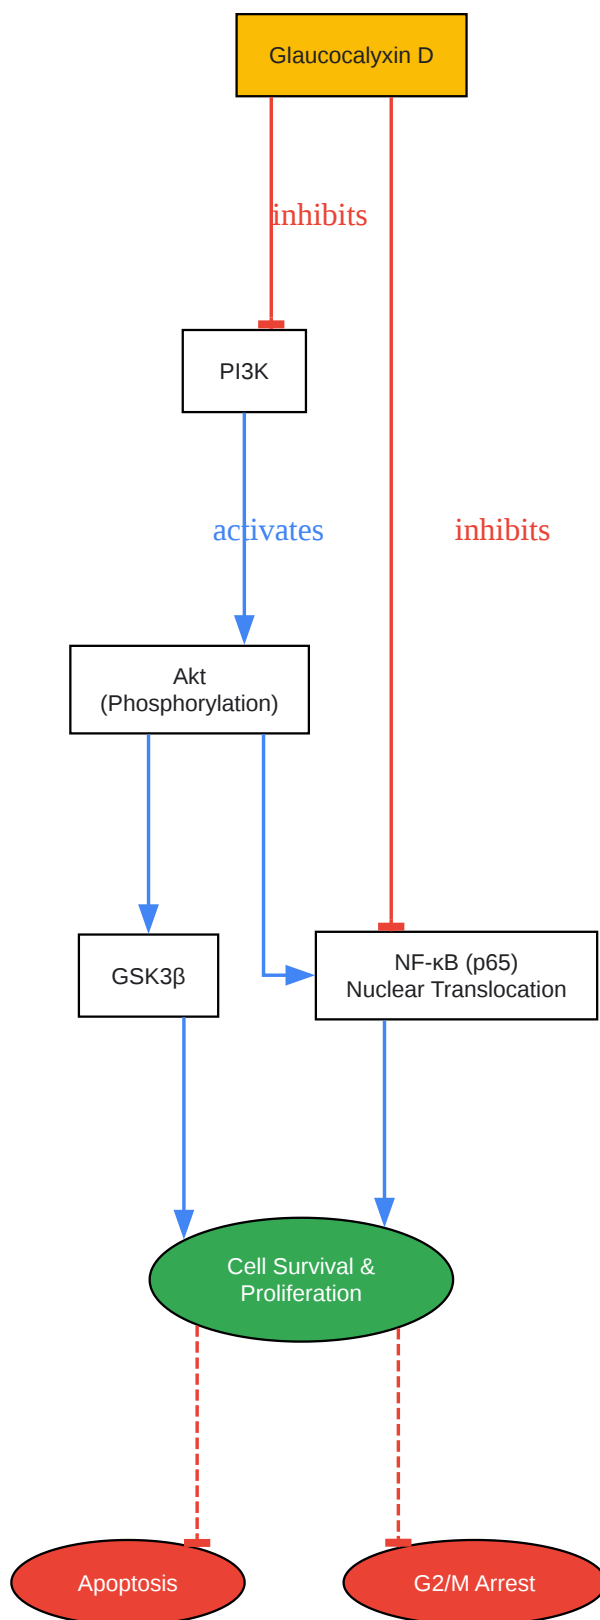 Glaucocalyxin D
inhibits
PI3K
activates
inhibits
Akt
(Phosphorylation)
GSK3β
NF-κB (p65)
Nuclear Translocation
Cell Survival &
Proliferation
Apoptosis
G2/M Arrest